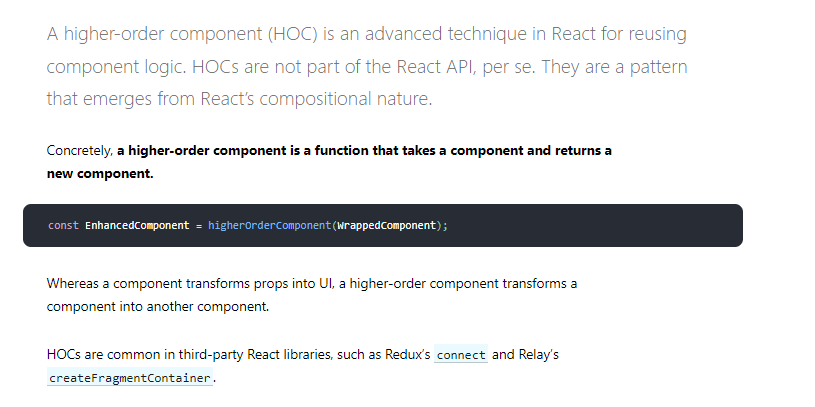 A higher-order component (HOC) is an advanced technique in React for reusing
component logic. HOCs are not part of the React API, per se. They are a pattern
that emerges from React’s compositional nature.
Concretely, a higher-order component is a function that takes a component and returns a
new component.
const EnhancedComponent = higherOrderComponent(WrappedComponent);
Whereas a component transforms props into UI, a higher-order component transforms a
component into another component.
HOCs are common in third-party React libraries, such as Redux’s connect and Relay’s
createFragmentContainer.